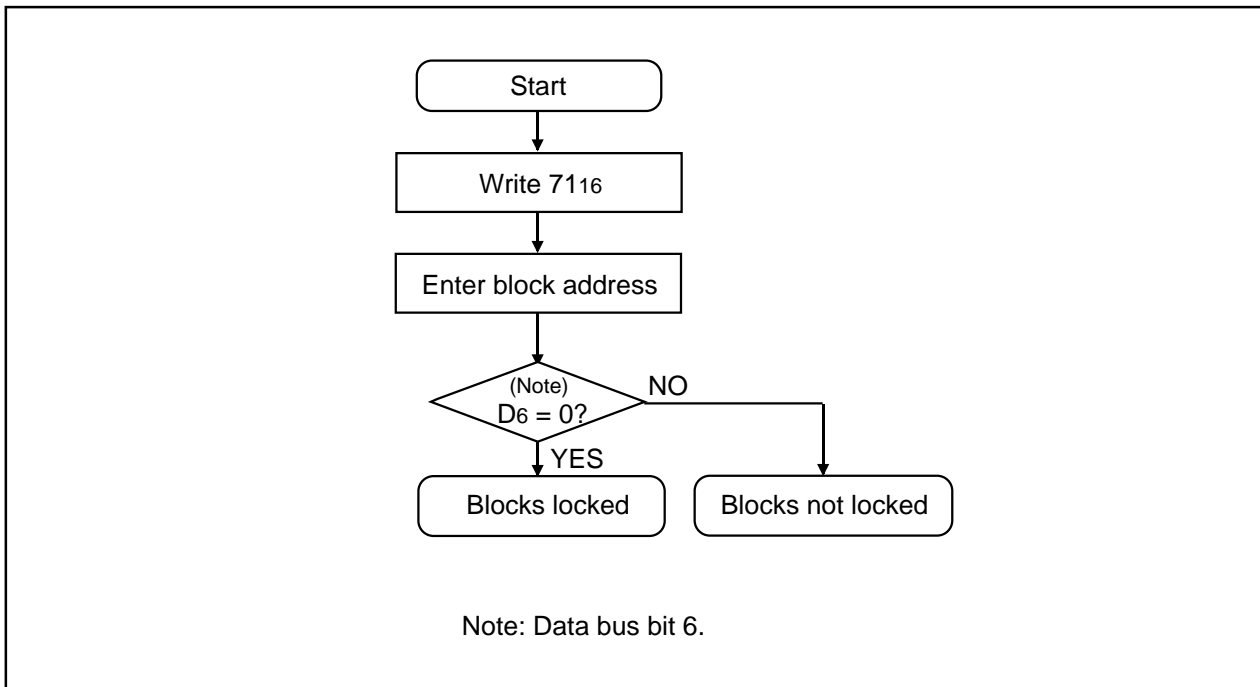 Start
Write 7116
Enter block address
(Note)
D6 = 0?
NO
YES
Blocks locked
Blocks not locked
Note: Data bus bit 6.